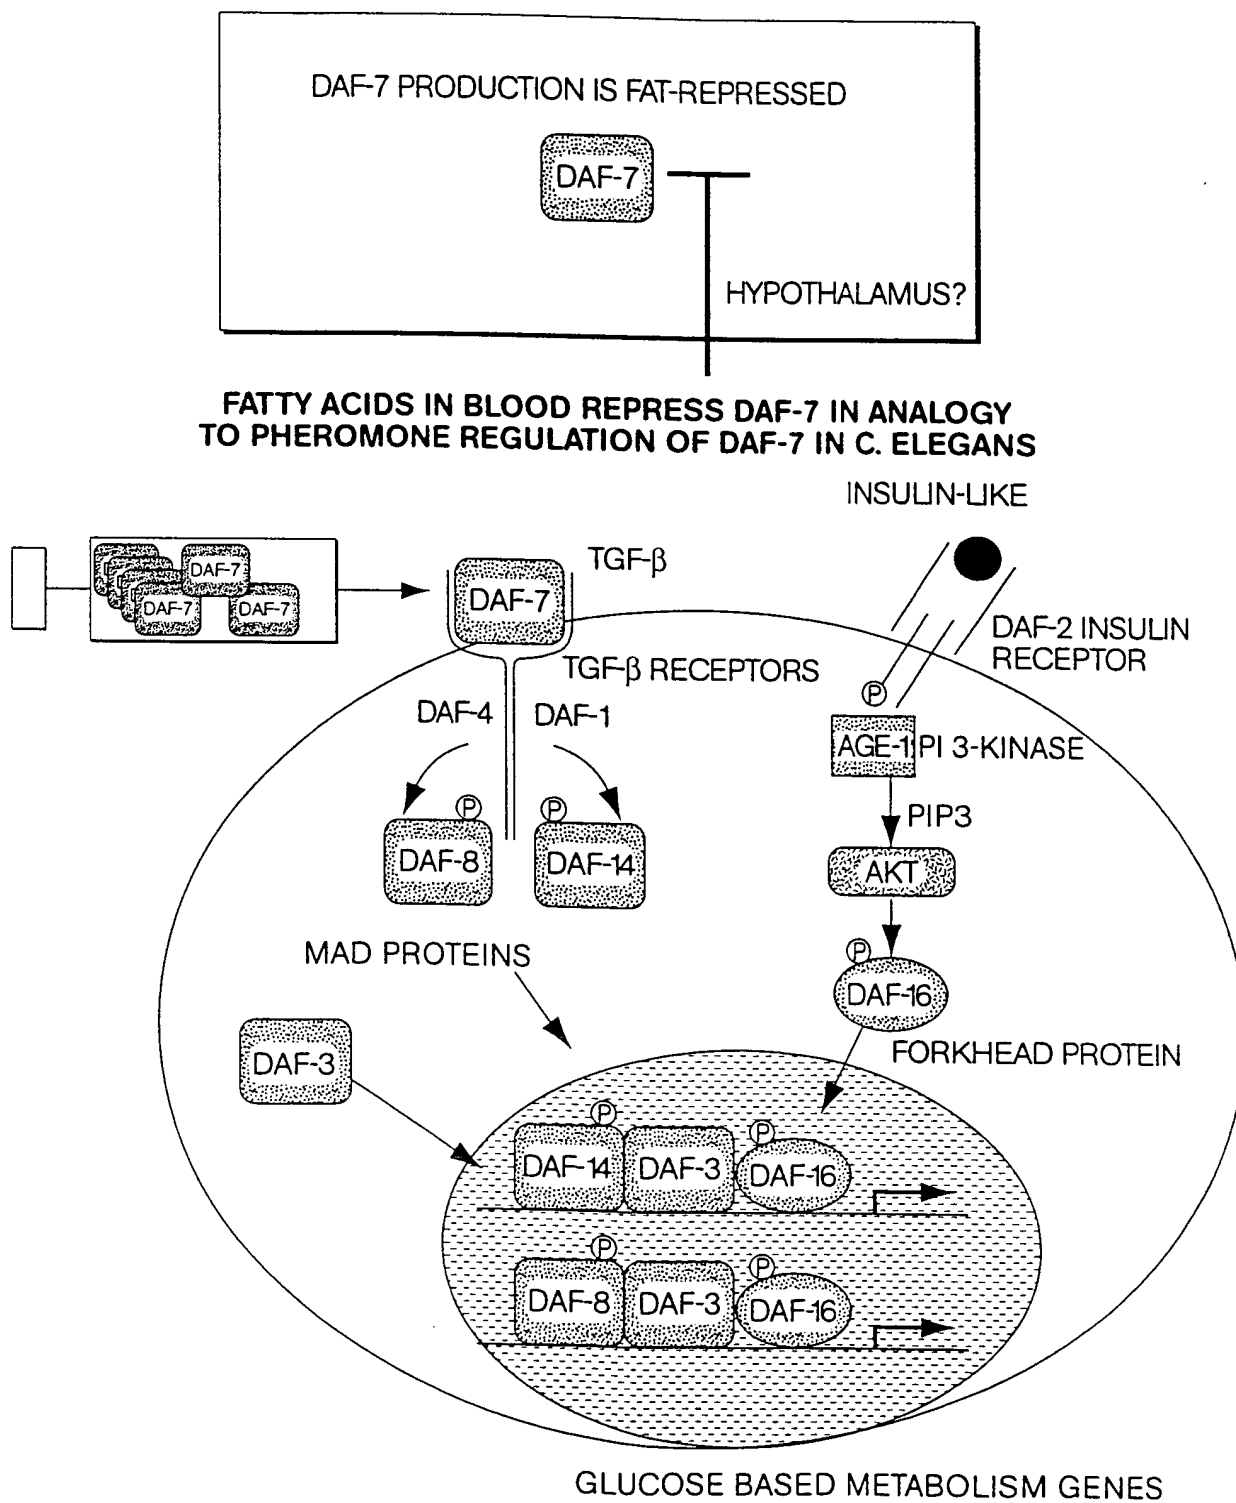 DAF-7 PRODUCTION IS FAT-REPRESSED
DAF-7
HYPOTHALAMUS?
FATTY ACIDS IN BLOOD REPRESS DAF-7 IN ANALOGY
TO PHEROMONE REGULATION OF DAF-7 IN C. ELEGANS
INSULIN-LIKE
DAF-7
DAF-7
DAF-7
DAF-7
TGF-β
DAF-2 INSULIN
RECEPTOR
TGF-β RECEPTORS
DAF-4
DAF-1
P
AGE-1
PI 3-KINASE
PIP3
P
P
DAF-8
DAF-14
AKT
MAD PROTEINS
P
DAF-16
DAF-3
FORKHEAD PROTEIN
P
P
DAF-14
DAF-3
DAF-16
P
P
DAF-8
DAF-3
DAF-16
GLUCOSE BASED METABOLISM GENES